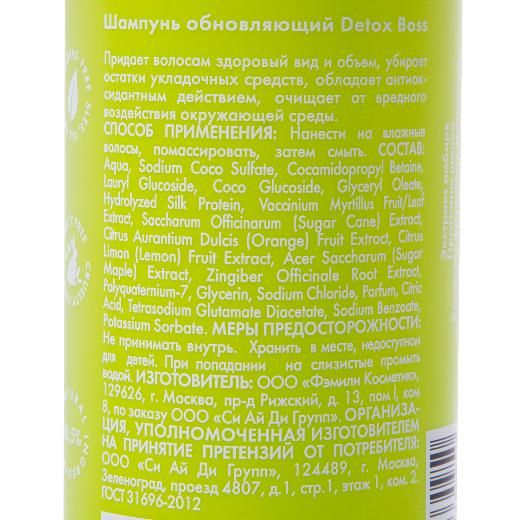 Шампунь обновляющий Detox Boss
Придает волосам здоровый вид и объем, убирает
остатки укладочных средств, обладает антиок-
сидантным действием, очищает от вредного
воздействия окружающей среды.
СПОСОБ ПРИМЕНЕНИЯ: Нанести на влажные
волосы, помассировать, затем смыть. СОСТАВ:
Aqua, Sodium Coco Sulfate, Cocamidopropyl Betaine,
Lauryl Glucoside, Coco Glucoside, Glyceryl Oleate,
Hydrolyzed Silk Protein, Vaccinium Myrtillus Fruit/Leaf
Extract, Saccharum Officinarum (Sugar Cane) Extract,
Citrus Aurantium Dulcis (Orange) Fruit Extract, Citrus
Limon (Lemon) Fruit Extract, Acer Saccharum (Sugar
Maple) Extract, Zingiber Officinale Root Extract,
Polyquaternium-7, Glycerin, Sodium Chloride, Parfum, Citric
Acid, Tetrasodium Glutamate Diacetate, Sodium Benzoate,
Potassium Sorbate. МЕРЫ ПРЕДОСТОРОЖНОСТИ:
Не принимать внутрь. Хранить в месте, недоступном
для детей. При попадании на слизистые промыть
водой. ИЗГОТОВИТЕЛЬ: ООО «Фэмили Косметик»,
129626, г. Москва, пр-д Рижский, д. 13, пом I, ком
8, по заказу ООО «Си Ай Ди Групп». ОРГАНИЗА-
ЦИЯ, УПОЛНОМОЧЕННАЯ ИЗГОТОВИТЕЛЕМ
НА ПРИНЯТИЕ ПРЕТЕНЗИЙ ОТ ПОТРЕБИТЕЛЯ:
ООО «Си Ай Ди Групп», 124489, г. Москва,
Зеленоград, проезд 4807, д.1, стр.1, этаж 1, ком. 2.
ГОСТ 31696-2012
FREE SLES
Экстракт имбиря